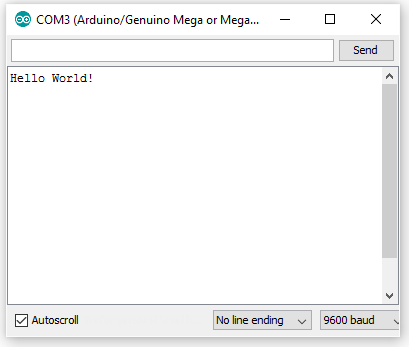 COM3 (Arduino/Genuino Mega or Mega...
Send
Hello World!
Autoscroll
No line ending
9600 baud